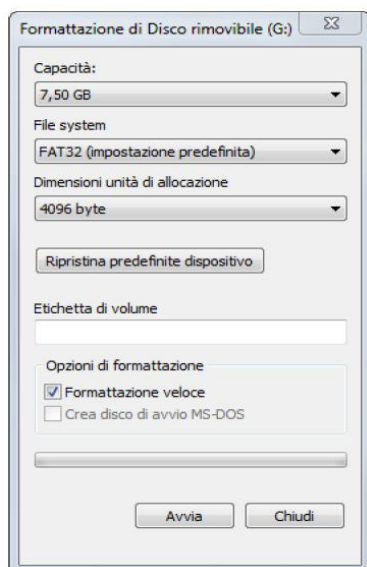 Formattazione di Disco rimovibile (G:)
Capacità:
7,50 GB
File system
FAT32 (impostazione predefinita)
Dimensioni unità di allocazione
4096 byte
Ripristina predefinite dispositivo
Etichetta di volume
Opzioni di formattazione
Formattazione veloce
Crea disco di avvio MS-DOS
Avvia Chiudi